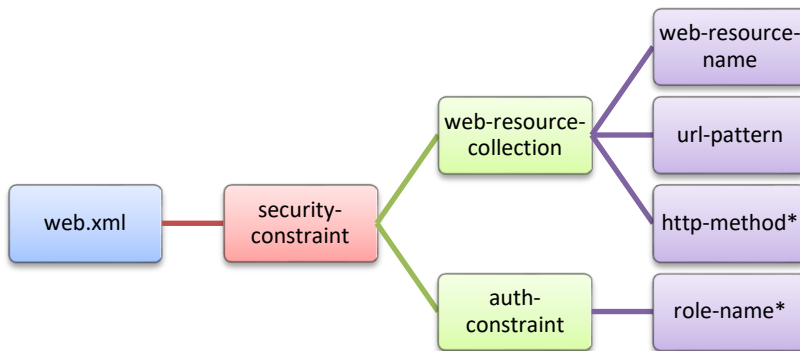 web.xml
security-
constraint
web-resource-
collection
auth-
constraint
web-resource-
name
url-pattern
http-method*
role-name*